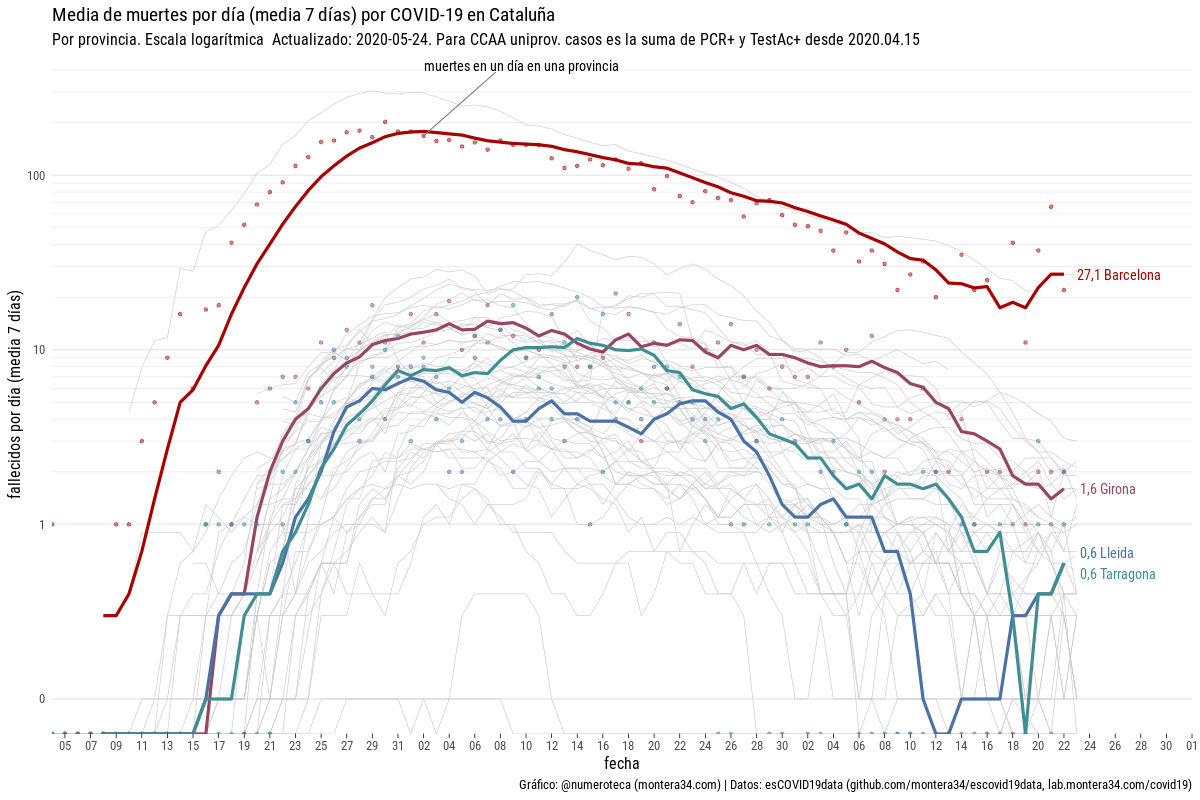 Media de muertes por día (media 7 días) por COVID-19 en Cataluña
Por provincia. Escala logarítmica  Actualizado: 2020-05-24. Para CCAA uniprov. casos es la suma de PCR+ y TestAc+ desde 2020.04.15
muertes en un día en una provincia
fallecidos por día (media 7 días)
100
10
1
0
27,1 Barcelona
1,6 Girona
0,6 Lleida
0,6 Tarragona
05 07 09 11 13 15 17 19 21 23 25 27 29 31 02 04 06 08 10 12 14 16 18 20 22 24 26 28 30 02 04 06 08 10 12 14 16 18 20 22 24 26 28 30 01
fecha
Gráfico: @numeroteca (montera34.com) | Datos: esCOVID19data (github.com/montera34/escovid19data, lab.montera34.com/covid19)